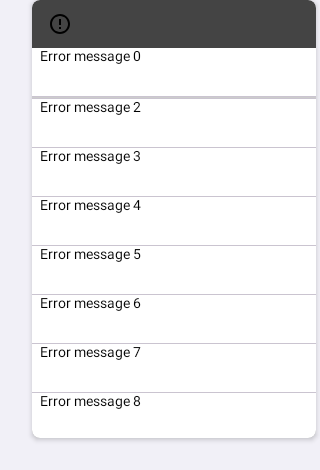 Error message 0
Error message 2
Error message 3
Error message 4
Error message 5
Error message 6
Error message 7
Error message 8